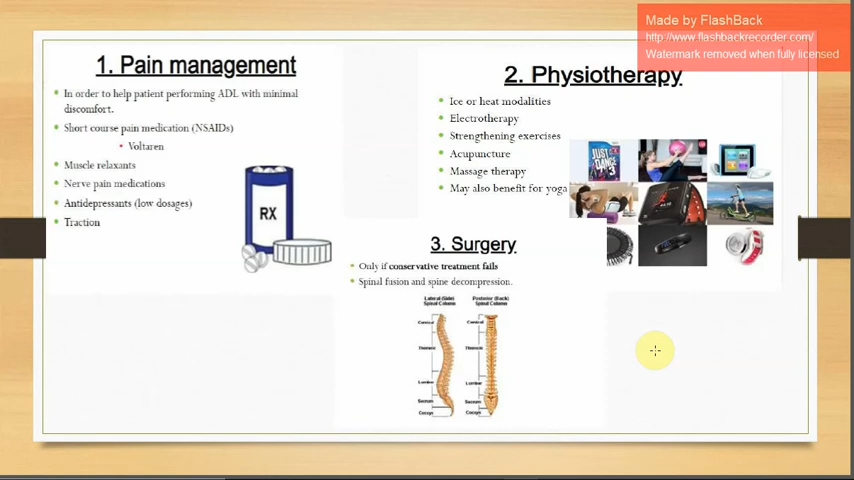 Made by FlashBack
http://www.flashbackrecorder.com/
Watermark removed when fully licensed
1. Pain management
In order to help patient performing ADL with minimal
discomfort.
Short course pain medication (NSAIDs)
Voltaren
Muscle relaxants
Nerve pain medications
Antidepressants (low dosages)
Traction
RX
2. Physiotherapy
Ice or heat modalities
Electrotherapy
Strengthening exercises
Acupuncture
Massage therapy
May also benefit for yoga
JUST
DANCE
3
3. Surgery
Only if conservative treatment fails
Spinal fusion and spine decompression.
Lateral (Side)
Spinal Column
Posterior (Back)
Spinal Column
Cervical
Cervical
Thoracic
Thoracic
Lumbar
Lumbar
Sacrum
Sacrum
Coccyx
Coccyx